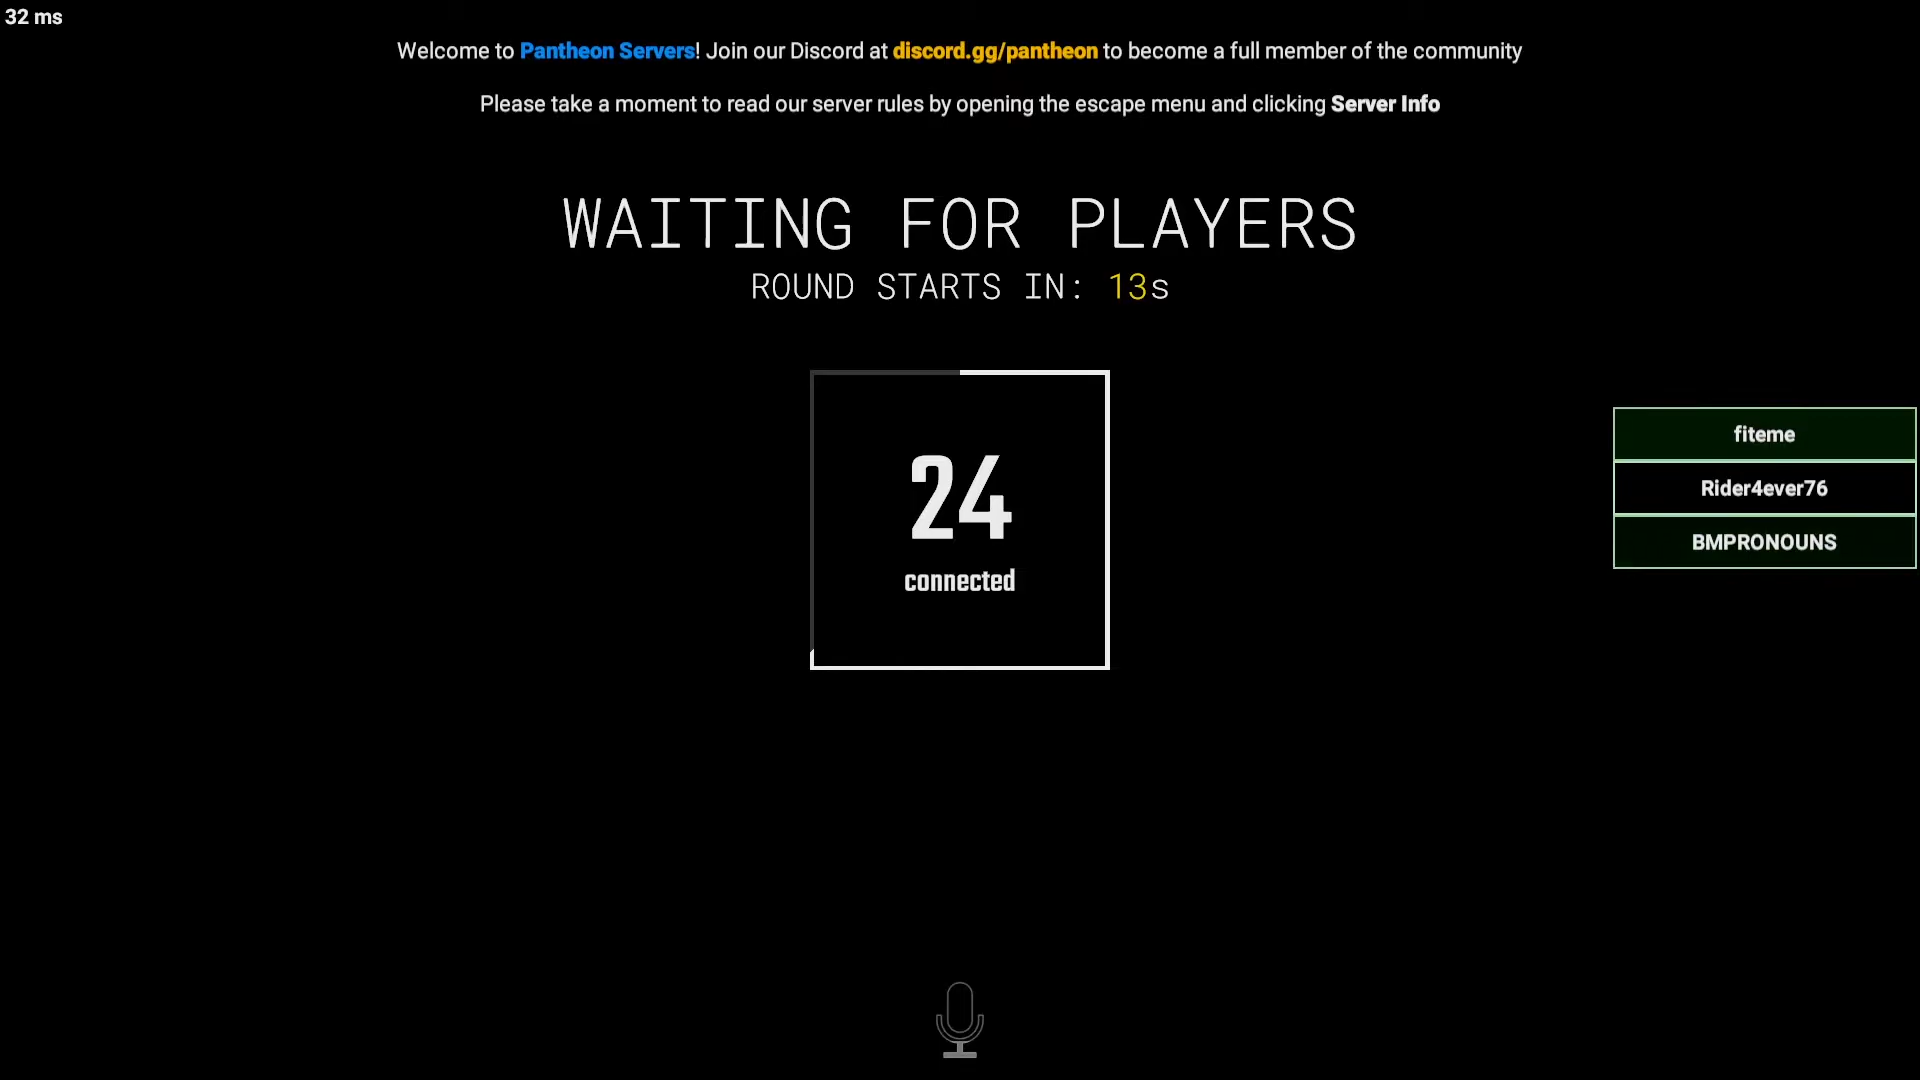 32 ms
Welcome to Pantheon Servers! Join our Discord at discord.gg/pantheon to become a full member of the community
Please take a moment to read our server rules by opening the escape menu and clicking Server Info
WAITING FOR PLAYERS
ROUND STARTS IN: 13s
24
connected
fiteme
Rider4ever76
BMPRONOUNS